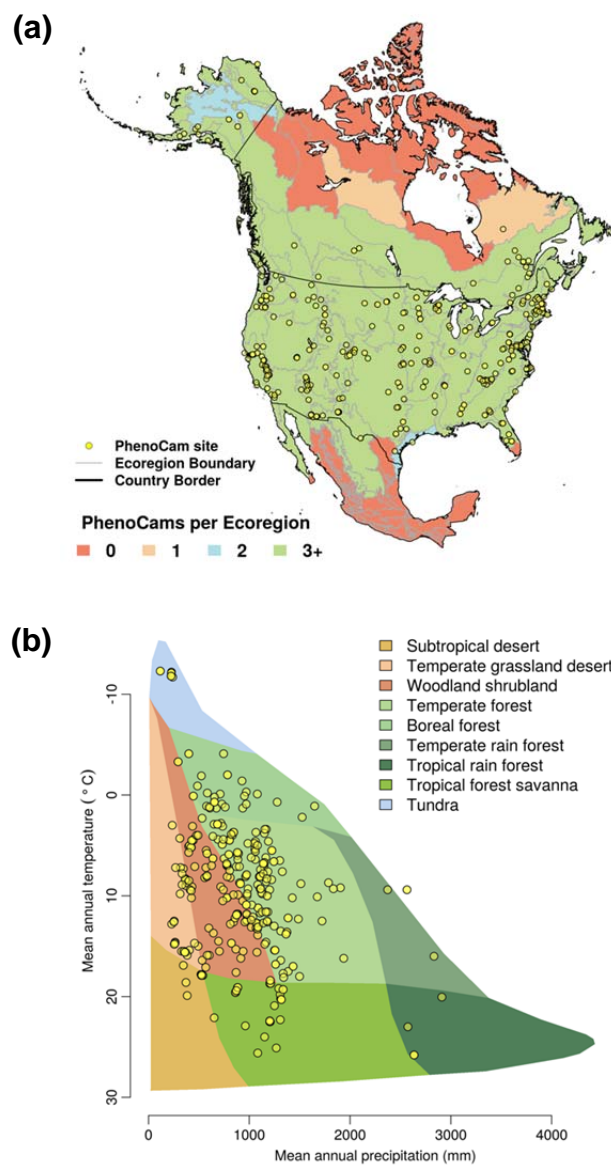 (a)
PhenoCam site
Ecoregion Boundary
Country Border
PhenoCams per Ecoregion
0 1 2 3+
(b)
Subtropical desert
Temperate grassland desert
Woodland shrubland
Temperate forest
Boreal forest
Temperate rain forest
Tropical rain forest
Tropical forest savanna
Tundra
Mean annual temperature ( ° C)
-10
0
10
20
30
0 1000 2000 3000 4000
Mean annual precipitation (mm)